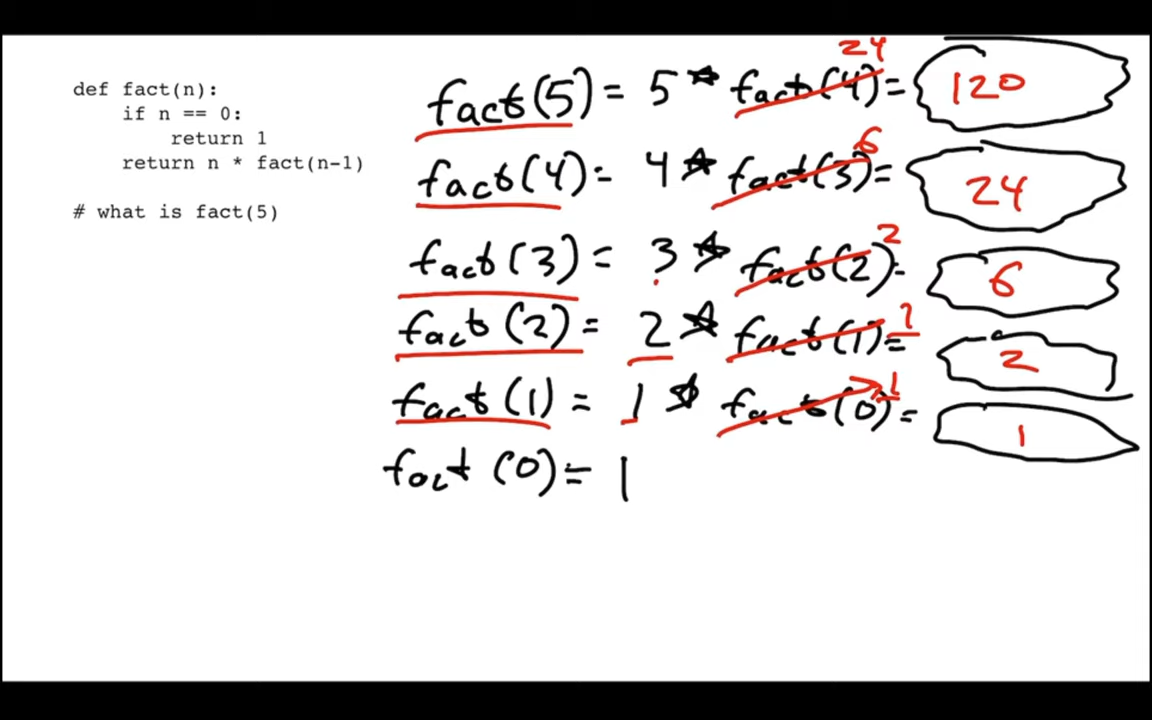 def fact(n):
if n == 0:
return 1
return n * fact(n-1)
# what is fact(5)
24
fact(5) = 5 * fact(4) = 120
6
fact(4) = 4 * fact(3) = 24
2
fact(3) = 3 * fact(2) = 6
1
fact(2) = 2 * fact(1) = 2
1
fact(1) = 1 * fact(0) = 1
fact(0) = 1